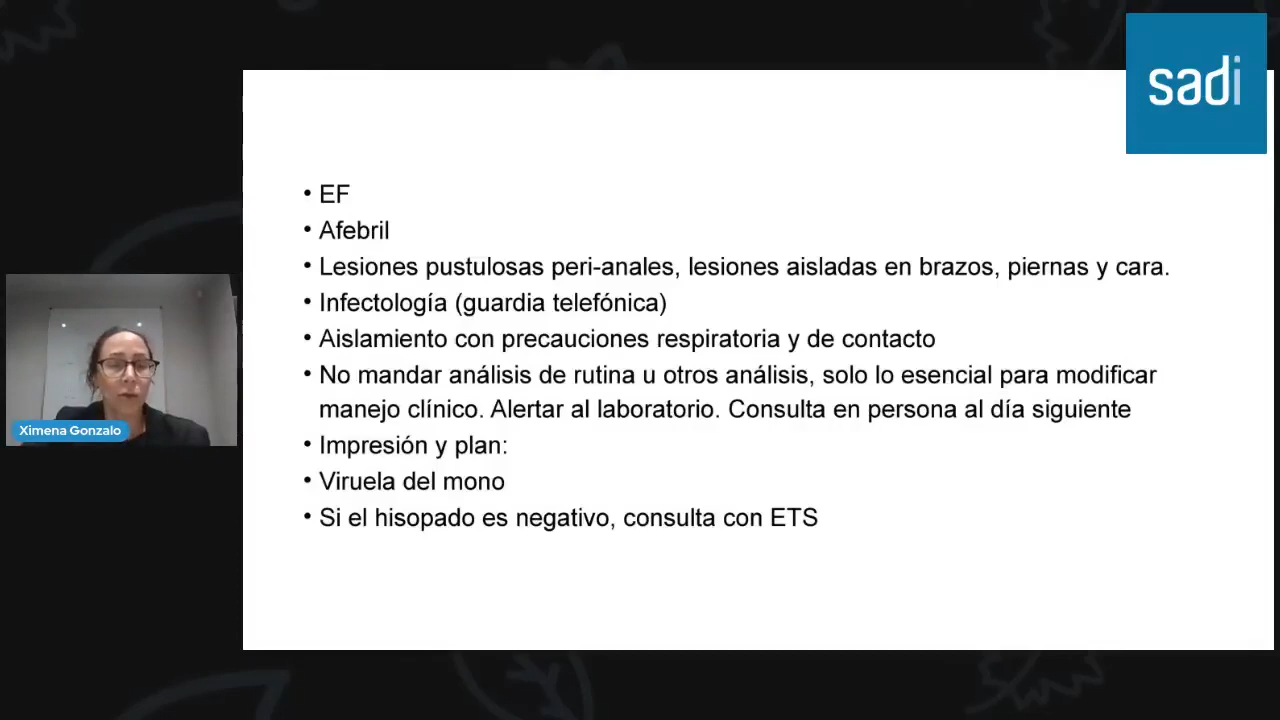 sadi
• EF
• Afebril
• Lesiones pustulosas peri-anales, lesiones aisladas en brazos, piernas y cara.
• Infectología (guardia telefónica)
• Aislamiento con precauciones respiratoria y de contacto
• No mandar análisis de rutina u otros análisis, solo lo esencial para modificar
manejo clínico. Alertar al laboratorio. Consulta en persona al día siguiente
• Impresión y plan:
• Viruela del mono
• Si el hisopado es negativo, consulta con ETS
Ximena Gonzalo